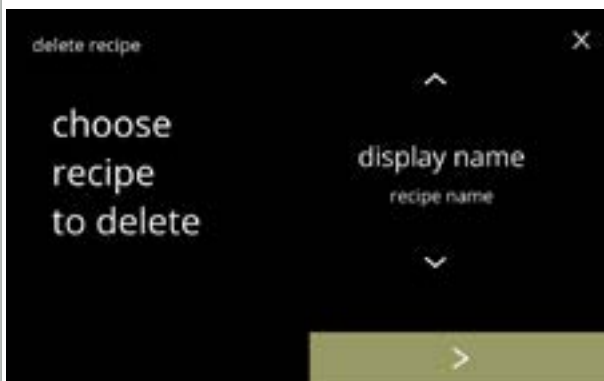 delete recipe
choose
recipe
to delete
display name
recipe name